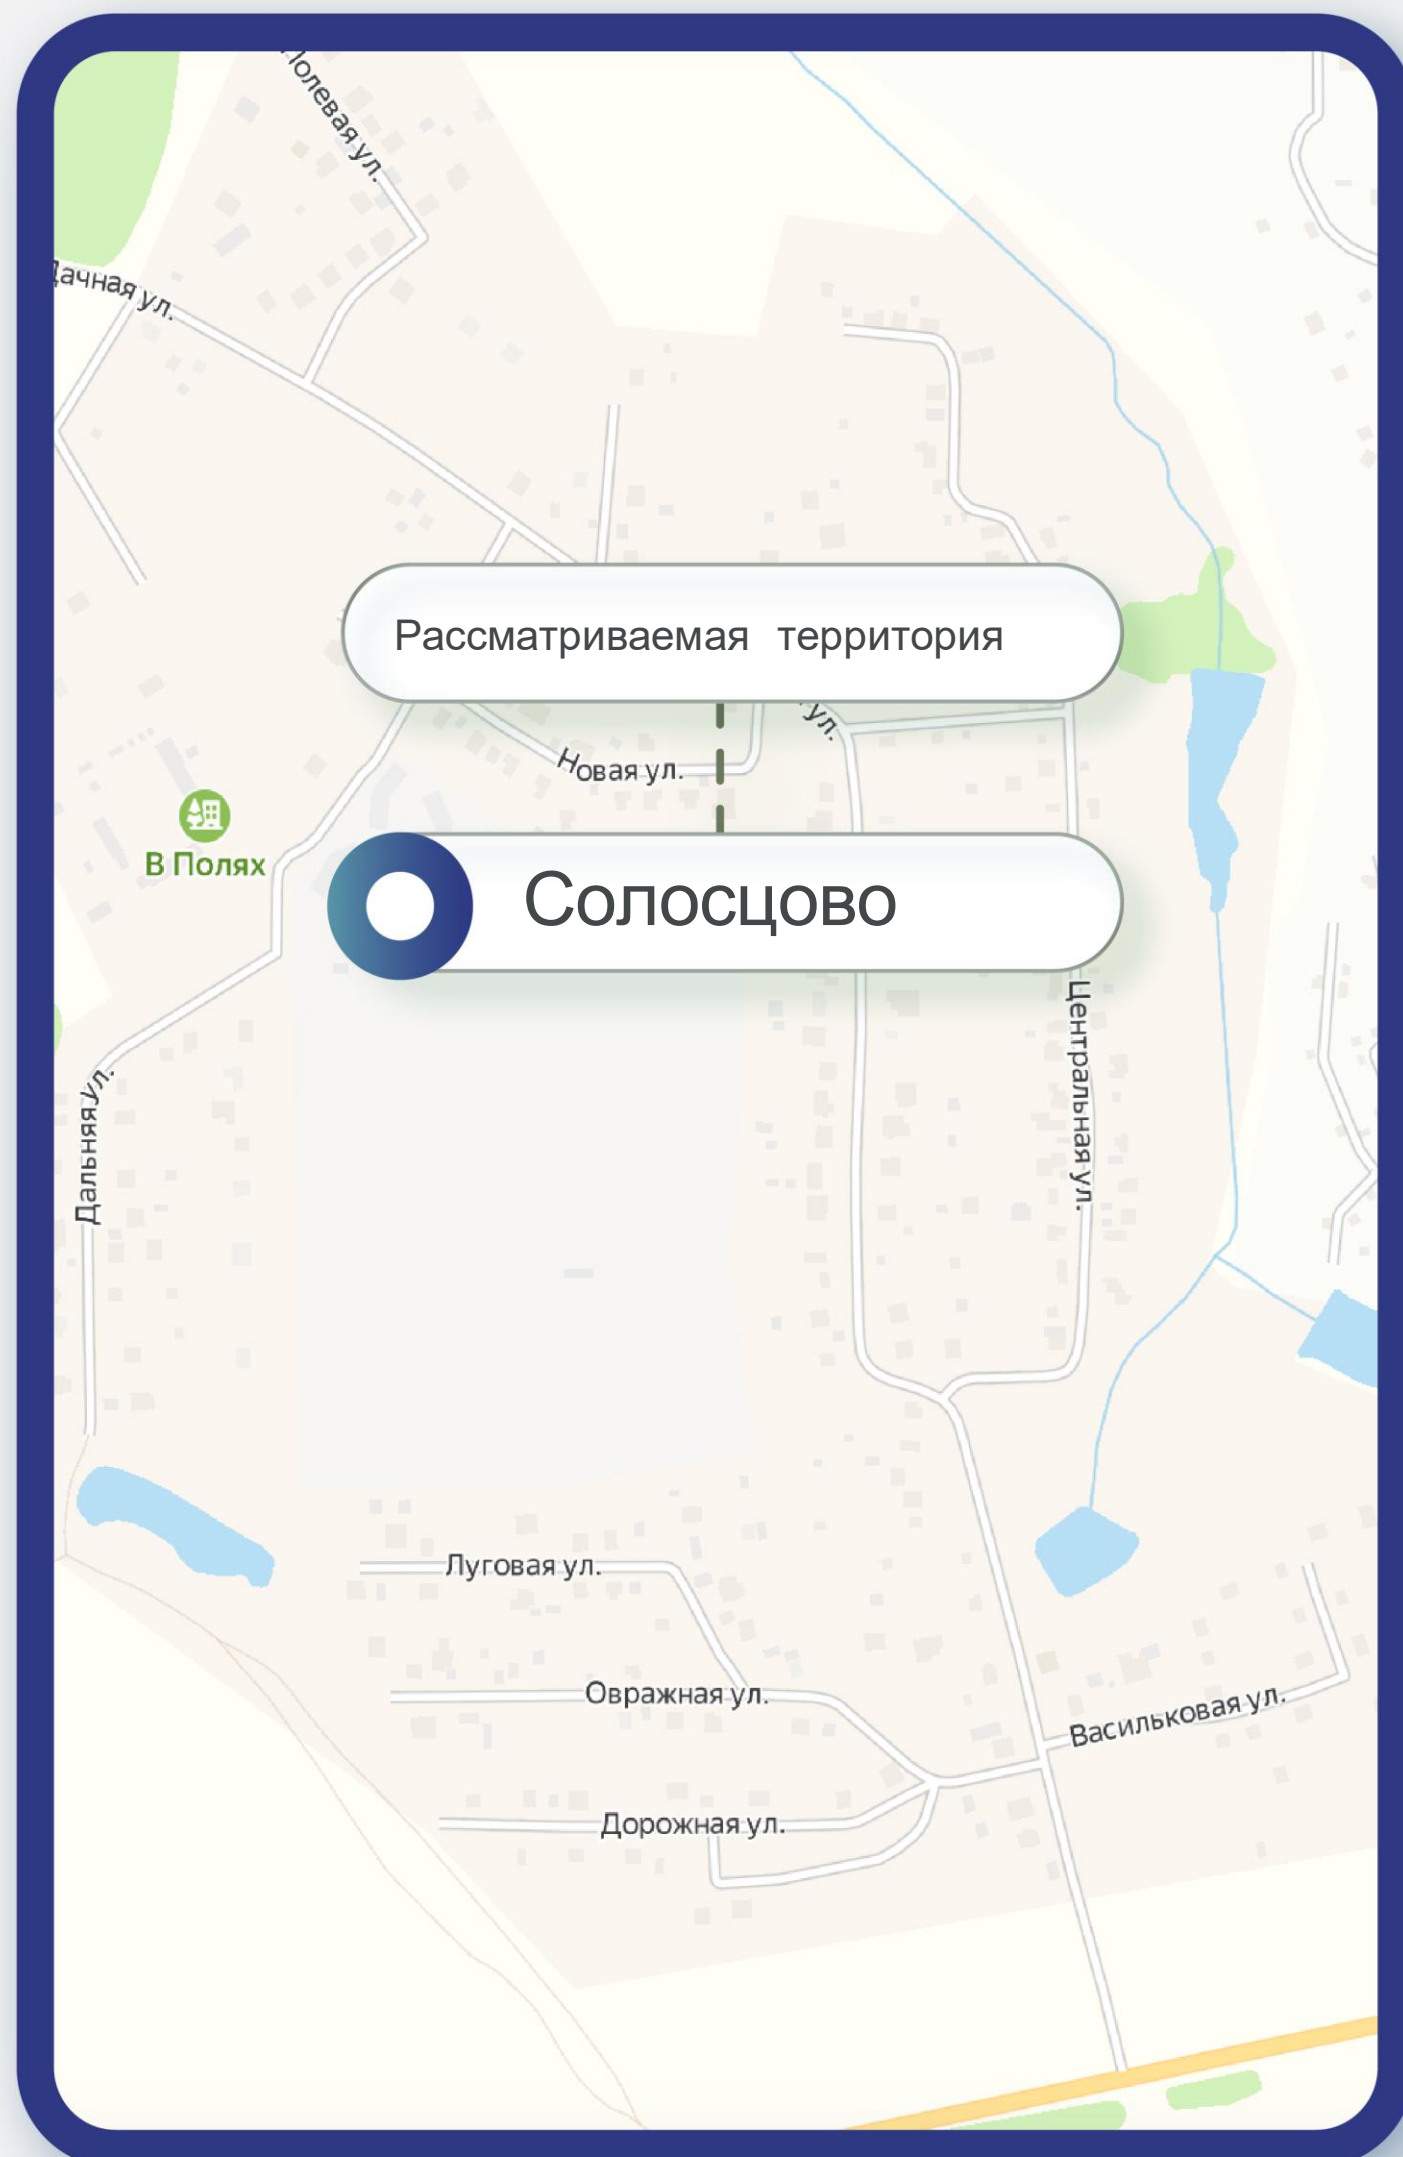 Полевая ул.
Дачная ул.
Рассматриваемая территория
ул.
Новая ул.
В Полях
Солосцово
Центральная ул.
Дальняя ул.
Луговая ул.
Овражная ул.
Васильковая ул.
Дорожная ул.